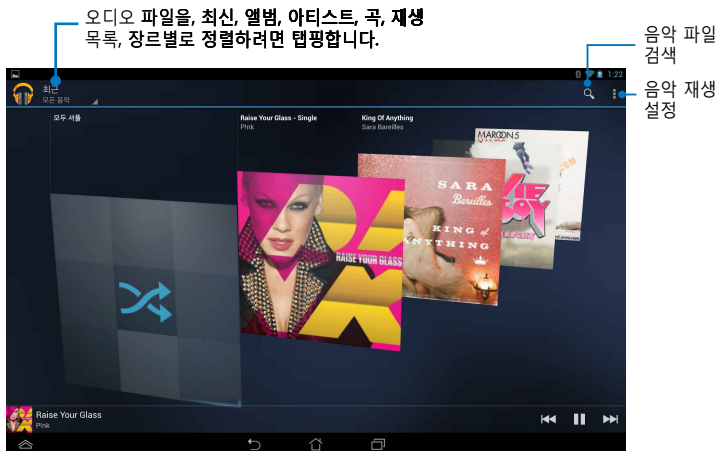 오디오 파일을, 최신, 앨범, 아티스트, 곡, 재생
목록, 장르별로 정렬하려면 탭핑합니다.
음악 파일
검색
음악 재생
설정
1:22
최근
모든 음악
모두 셔플
Raise Your Glass - Single
P!nk
King Of Anything
Sara Bareilles
MAROON5
SARA
Bareilles
KING of
ANYTHING
RAISE YOUR GLASS
Raise Your Glass
P!nk